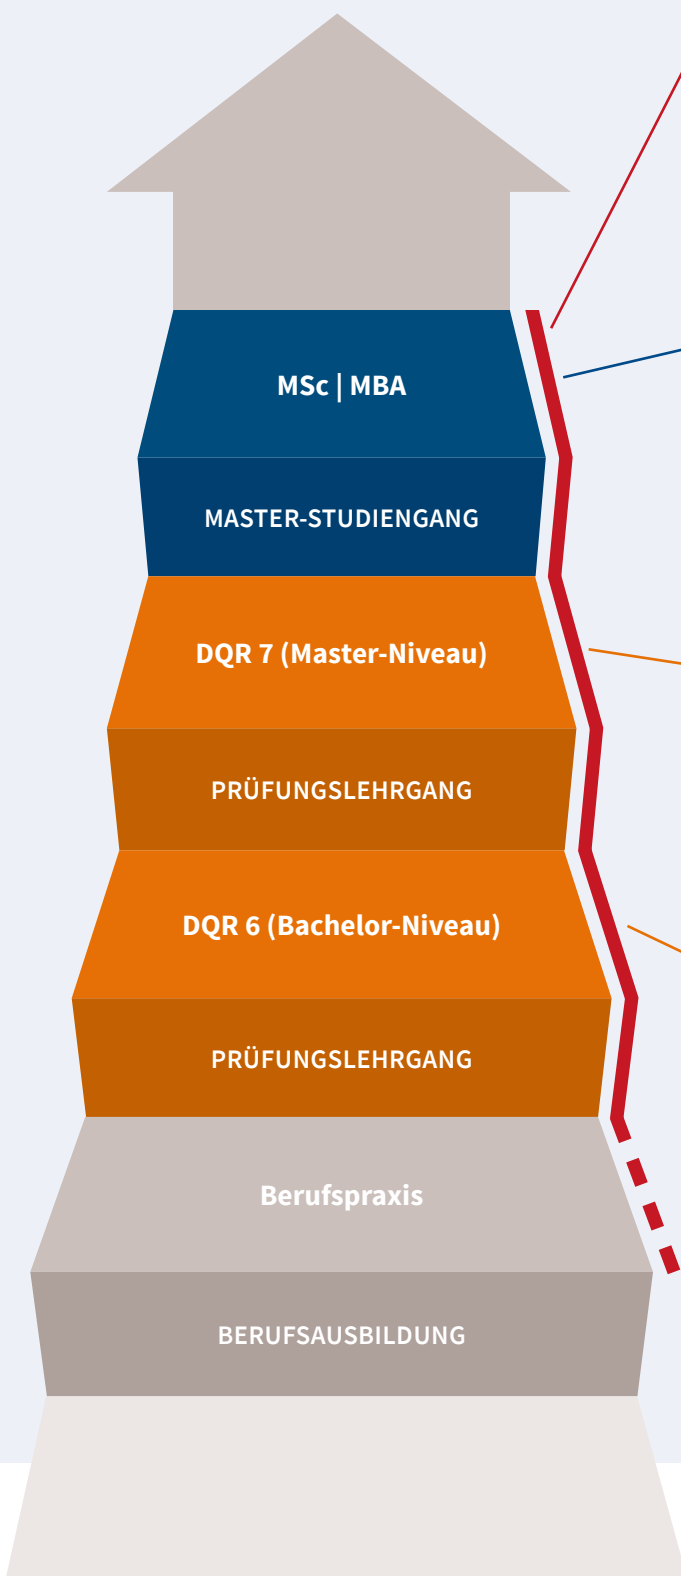 MSc | MBA
MASTER-STUDIENGANG
DQR 7 (Master-Niveau)
PRÜFUNGSLEHRGANG
DQR 6 (Bachelor-Niveau)
PRÜFUNGSLEHRGANG
Berufspraxis
BERUFSAUSBILDUNG